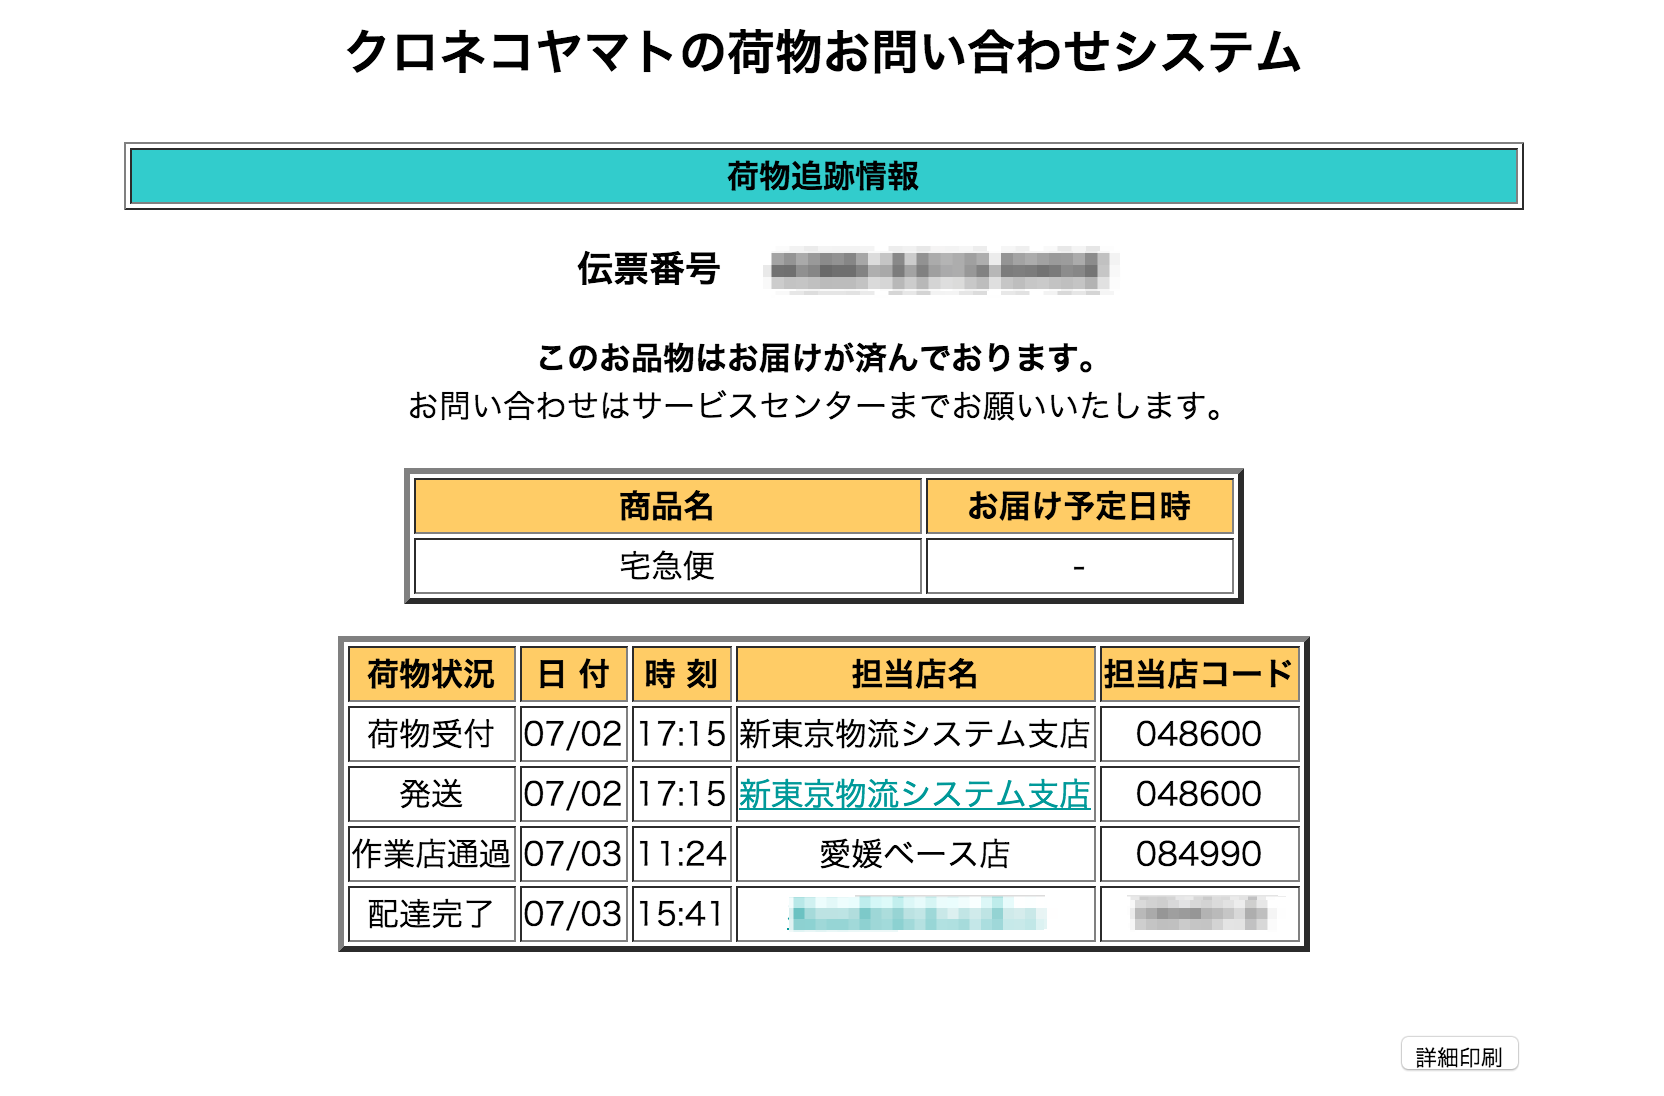 クロネコヤマトの荷物お問い合わせシステム
荷物追跡情報
伝票番号
このお品物はお届けが済んでおります。
お問い合わせはサービスセンターまでお願いいたします。
商品名 お届け予定日時
宅急便 -
荷物状況 日 付 時 刻 担当店名 担当店コード
荷物受付 07/02 17:15 新東京物流システム支店 048600
発送 07/02 17:15 新東京物流システム支店 048600
作業店通過 07/03 11:24 愛媛ベース店 084990
配達完了 07/03 15:41
詳細印刷